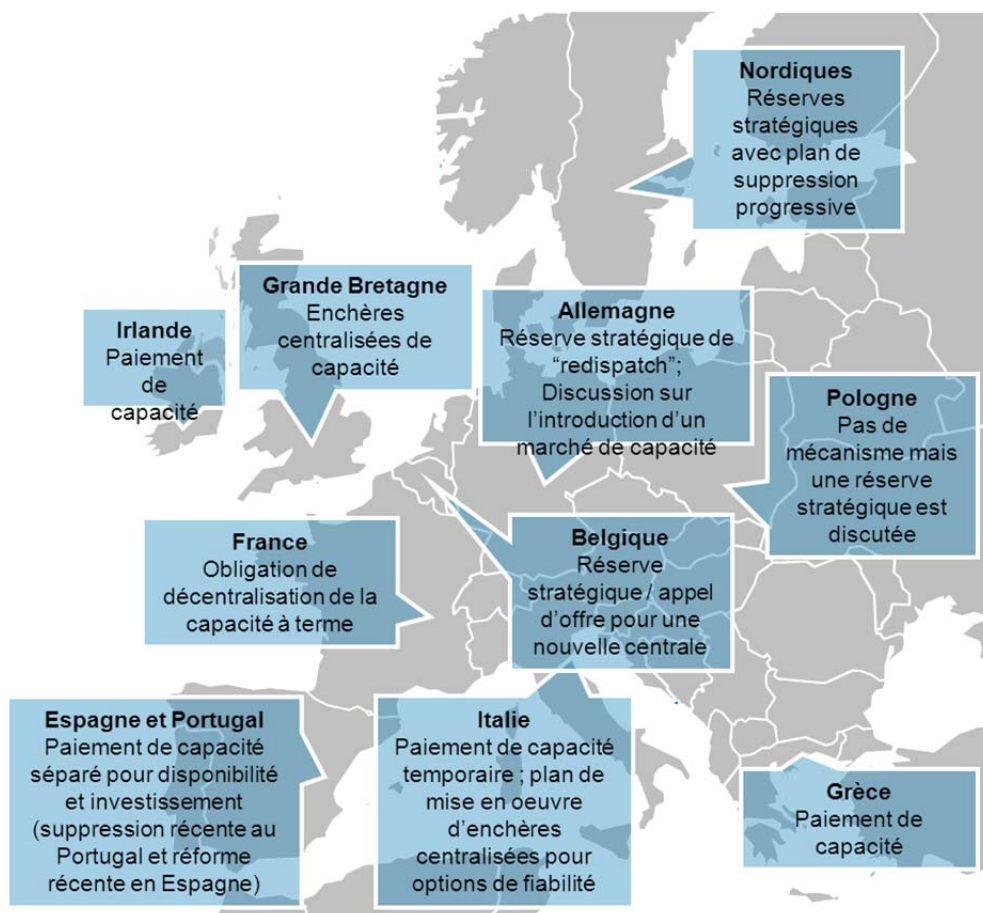 Nordiques
Réserves
stratégiques
avec plan de
suppression
progressive
Grande Bretagne
Enchères
centralisées de
capacité
Irlande
Paiement
de
capacité
Allemagne
Réserve stratégique de
“redispatch”;
Discussion sur
l’introduction d’un
marché de capacité
Pologne
Pas de
mécanisme mais
une réserve
stratégique est
discutée
France
Obligation de
décentralisation de la
capacité à terme
Belgique
Réserve
stratégique / appel
d’offre pour une
nouvelle centrale
Espagne et Portugal
Paiement de capacité
séparé pour disponibilité
et investissement
(suppression récente au
Portugal et réforme
récente en Espagne)
Italie
Paiement de capacité
temporaire ; plan de
mise en oeuvre
d’enchères
centralisées pour
options de fiabilité
Grèce
Paiement de
capacité